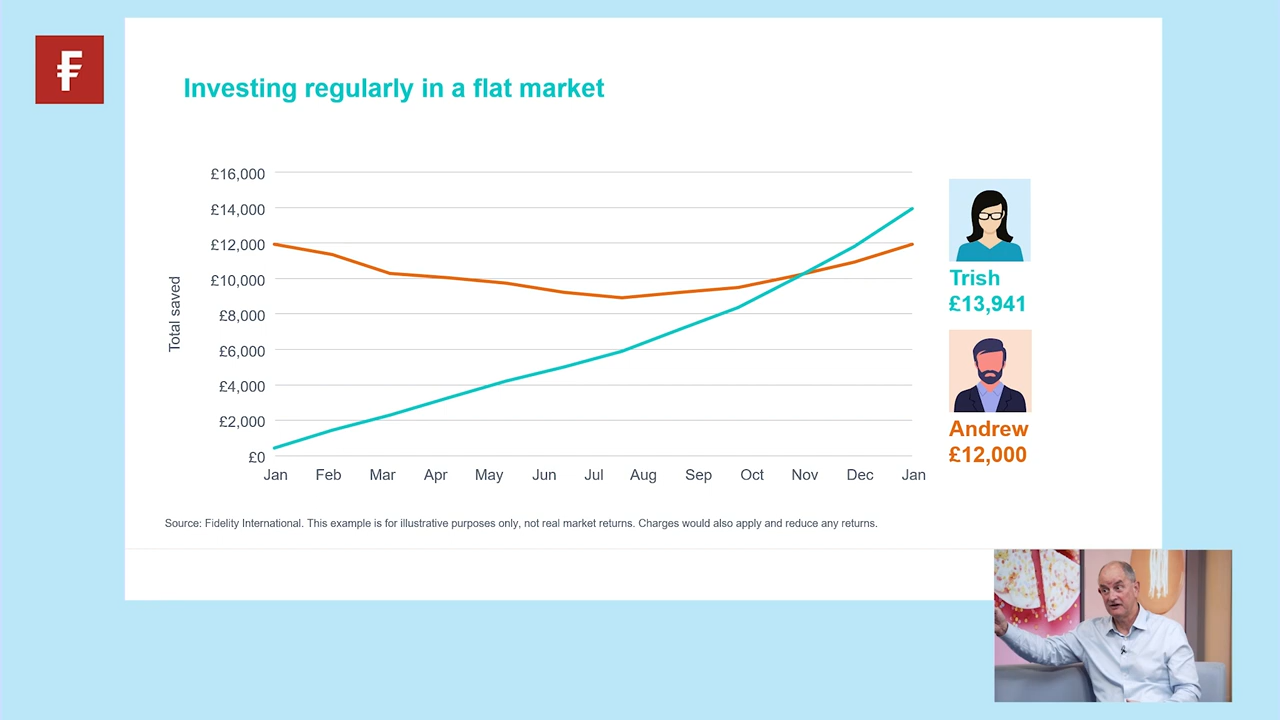 Investing regularly in a flat market
£16,000
£14,000
£12,000
£10,000
£8,000
£6,000
£4,000
£2,000
£0
Total saved
Jan Feb Mar Apr May Jun Jul Aug Sep Oct Nov Dec Jan
Trish
£13,941
Andrew
£12,000
Source: Fidelity International. This example is for illustrative purposes only, not real market returns. Charges would also apply and reduce any returns.